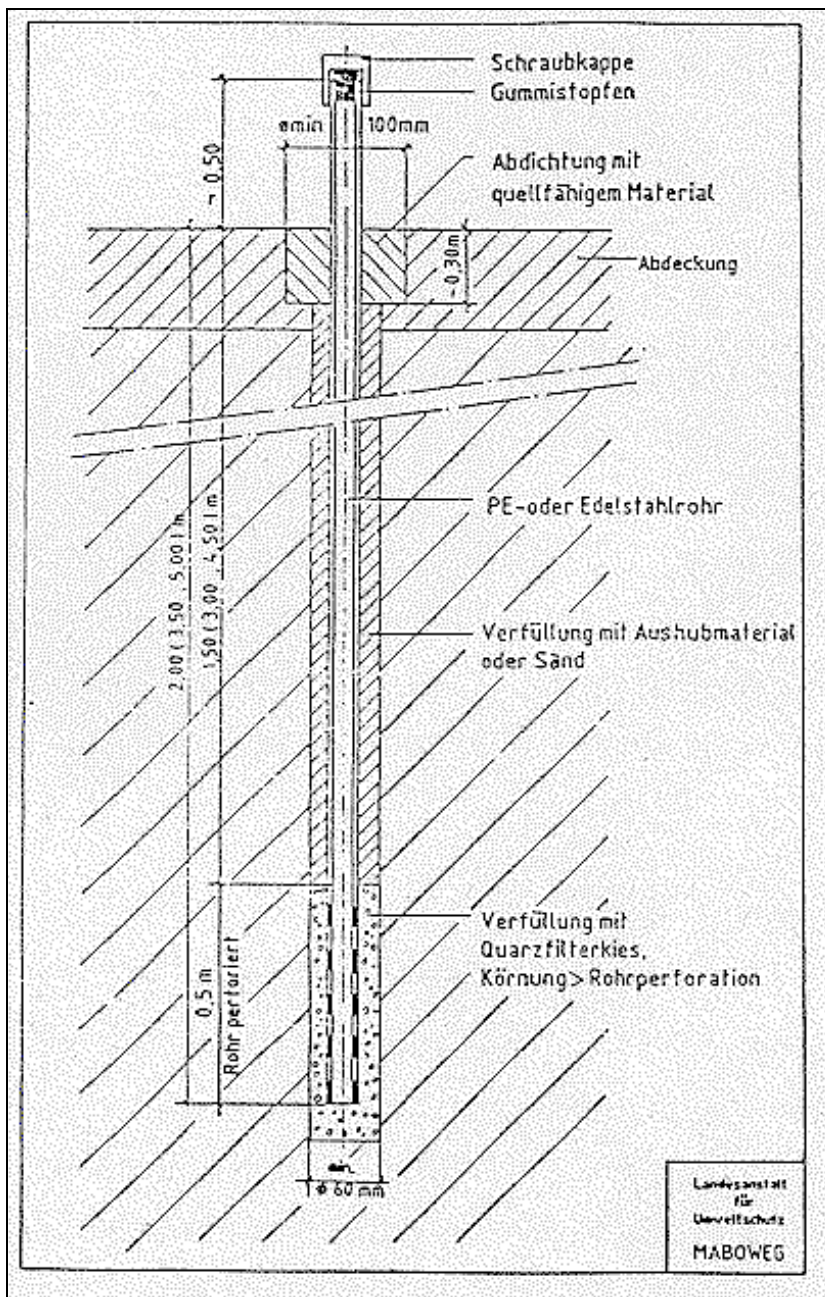 Schraubkappe
Gummistopfen
ømin 100mm
Abdichtung mit
quellfähigem Material
~ 0,50
~0,30m
Abdeckung
PE-oder Edelstahlrohr
2,00 ( 3,50 , 5,00 ) m
1,50 ( 3,00 , 4,50 ) m
Verfüllung mit Aushubmaterial
oder Sand
Verfüllung mit
Quarzfilterkies,
Körnung > Rohrperforation
0,5 m
Rohr perforiert
min.
ø 60 mm
Landesanstalt
für
Umweltschutz
MABOWEG